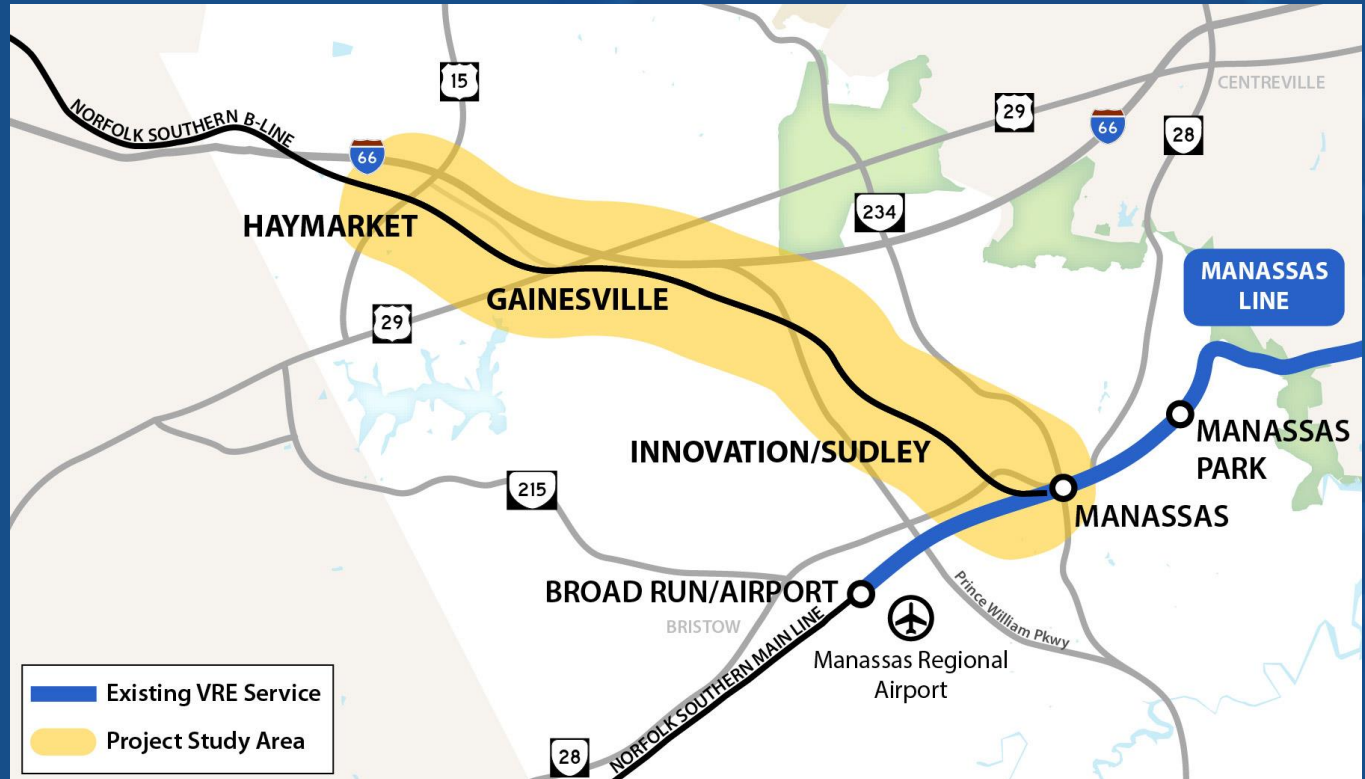 15
29
CENTREVILLE
66
28
NORFOLK SOUTHERN B-LINE
66
234
HAYMARKET
MANASSAS
LINE
GAINESVILLE
29
MANASSAS
PARK
INNOVATION/SUDLEY
215
MANASSAS
BROAD RUN/AIRPORT
BRISTOW
Prince William Pkwy
Manassas Regional
Airport
NORFOLK SOUTHERN MAIN LINE
28
Existing VRE Service
Project Study Area